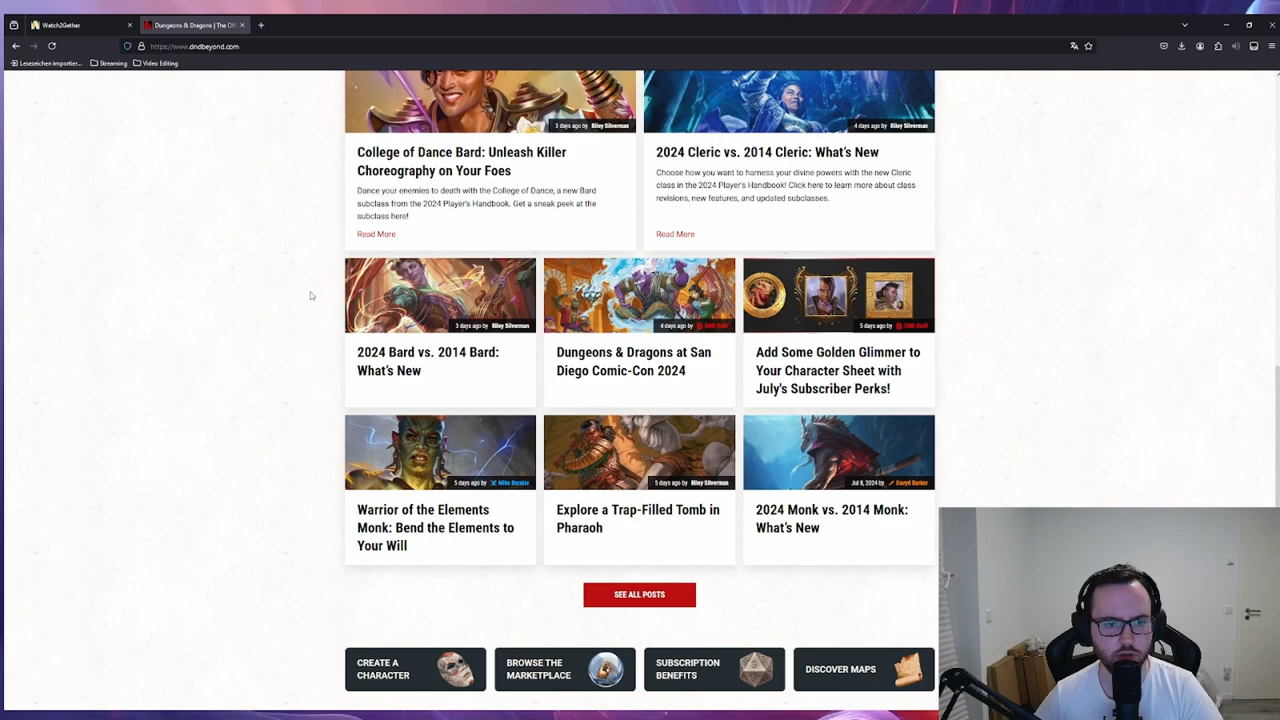 Watch2Gether
Dungeons & Dragons | The Of
https://www.dndbeyond.com
Lesezeichen importier...
Streaming
Video Editing
3 days ago by Riley Silverman
4 days ago by Riley Silverman
College of Dance Bard: Unleash Killer
Choreography on Your Foes
Dance your enemies to death with the College of Dance, a new Bard
subclass from the 2024 Player's Handbook. Get a sneak peek at the
subclass here!
Read More
2024 Cleric vs. 2014 Cleric: What's New
Choose how you want to harness your divine powers with the new Cleric
class in the 2024 Player's Handbook! Click here to learn more about class
revisions, new features, and updated subclasses.
Read More
3 days ago by Riley Silverman
2024 Bard vs. 2014 Bard:
What's New
4 days ago by
Dungeons & Dragons at San
Diego Comic-Con 2024
5 days ago by
Add Some Golden Glimmer to
Your Character Sheet with
July's Subscriber Perks!
5 days ago by Mike Bernier
Warrior of the Elements
Monk: Bend the Elements to
Your Will
5 days ago by Riley Silverman
Explore a Trap-Filled Tomb in
Pharaoh
Jul 8, 2024 by Davyd Barker
2024 Monk vs. 2014 Monk:
What's New
SEE ALL POSTS
CREATE A
CHARACTER
BROWSE THE
MARKETPLACE
SUBSCRIPTION
BENEFITS
DISCOVER MAPS